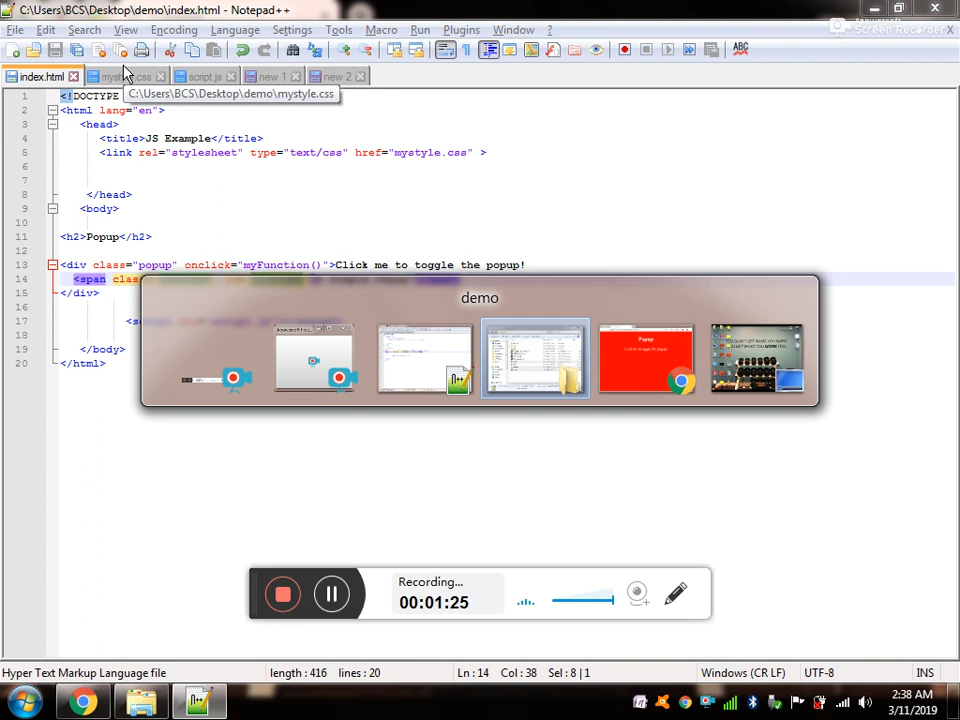 C:\Users\BCS\Desktop\demo\index.html - Notepad++
File Edit Search View Encoding Language Settings Tools Macro Run Plugins Window ? X
Screen Recorder
index.html mystyle.css script.js new 1 new 2
C:\Users\BCS\Desktop\demo\mystyle.css
1 <!DOCTYPE
2 <html lang="en">
3 <head>
4 <title>JS Example</title>
5 <link rel="stylesheet" type="text/css" href="mystyle.css" >
6
7
8 </head>
9 <body>
10
11 <h2>Popup</h2>
12
13 <div class="popup" onclick="myFunction()">Click me to toggle the popup!
14 <span clas
15 </div>
16
17 <s
18
19 </body>
20 </html>
demo
Popup
Recording...
00:01:25
Hyper Text Markup Language file length : 416 lines : 20 Ln : 14 Col : 38 Sel : 8 | 1 Windows (CR LF) UTF-8 INS
2:38 AM
3/11/2019